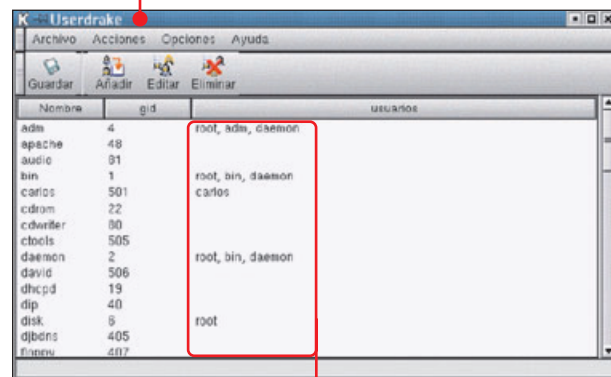 Userdrake
Archivo Acciones Opciones Ayuda
Guardar Añadir Editar Eliminar
Nombre gid usuarios
adm 4 root, adm, daemon
apache 48
audio 81
bin 1 root, bin, daemon
carlos 501 carlos
cdrom 22
cdwriter 80
ctools 505
daemon 2 root, bin, daemon
david 506
dhcpd 19
dip 40
disk 6 root
djbdns 405
floppy 407